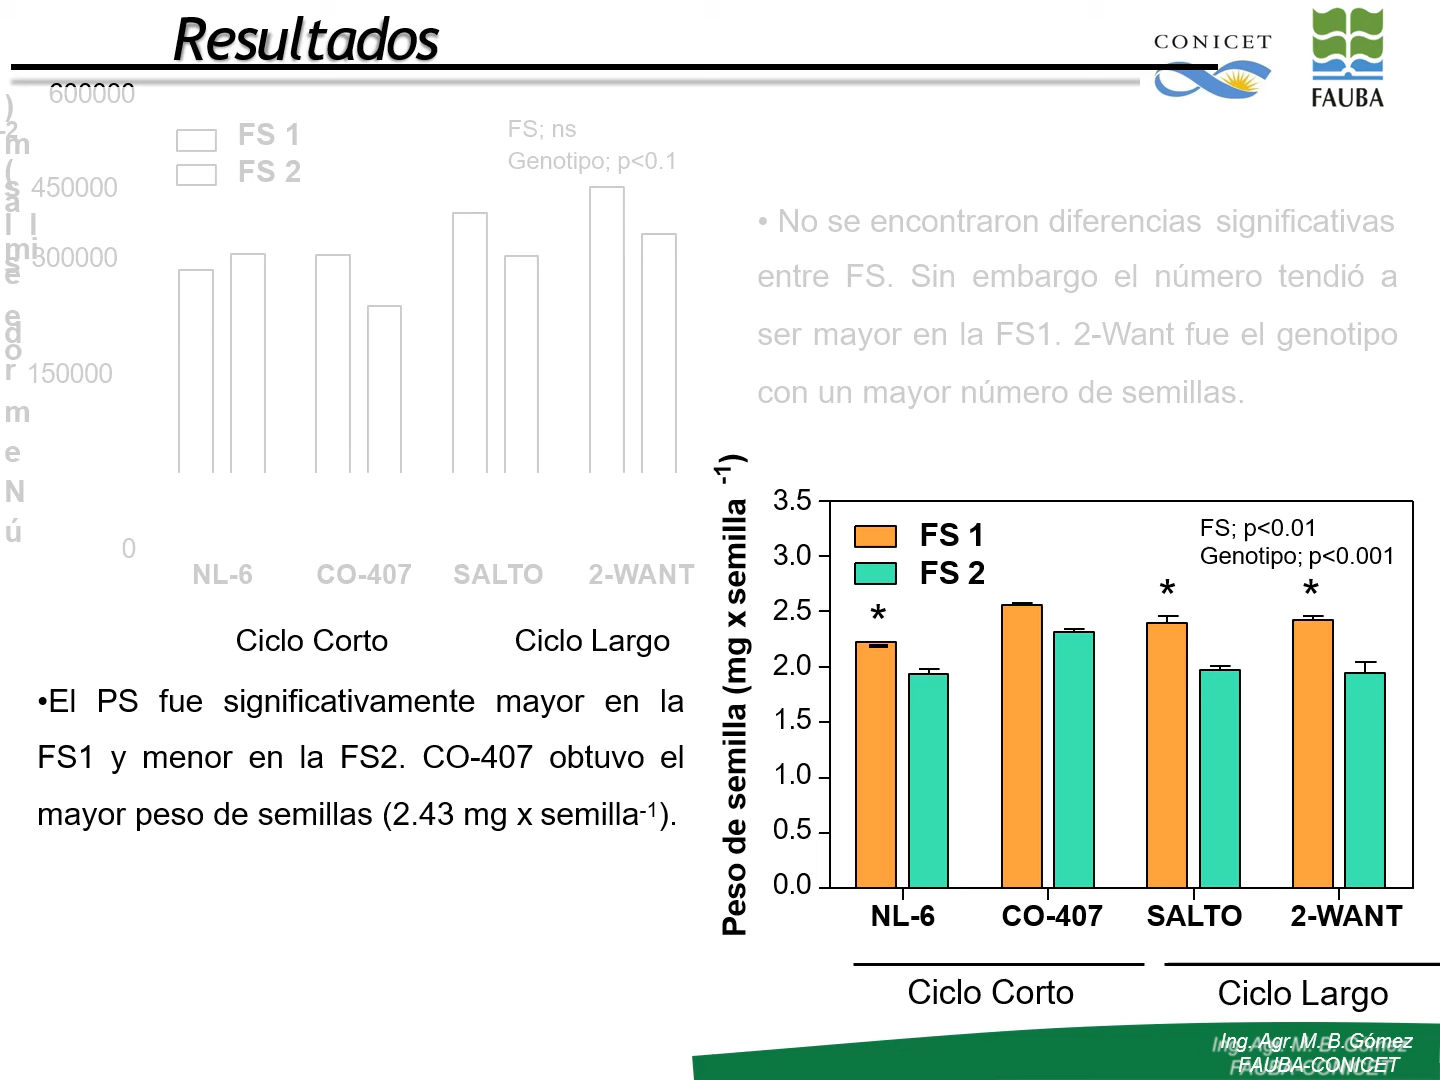 Resultados
CONICET
FAUBA
600000
450000
300000
150000
0
FS 1
FS 2
FS; ns
Genotipo; p<0.1
NL-6 CO-407 SALTO 2-WANT
Ciclo Corto Ciclo Largo
• No se encontraron diferencias significativas
entre FS. Sin embargo el número tendió a
ser mayor en la FS1. 2-Want fue el genotipo
con un mayor número de semillas.
•El PS fue significativamente mayor en la
FS1 y menor en la FS2. CO-407 obtuvo el
mayor peso de semillas (2.43 mg x semilla-1).
Peso de semilla (mg x semilla -1)
3.5
3.0
2.5
2.0
1.5
1.0
0.5
0.0
FS 1
FS 2
FS; p<0.01
Genotipo; p<0.001
* * *
NL-6 CO-407 SALTO 2-WANT
Ciclo Corto Ciclo Largo
Ing. Agr. M. B. Gómez
FAUBA-CONICET